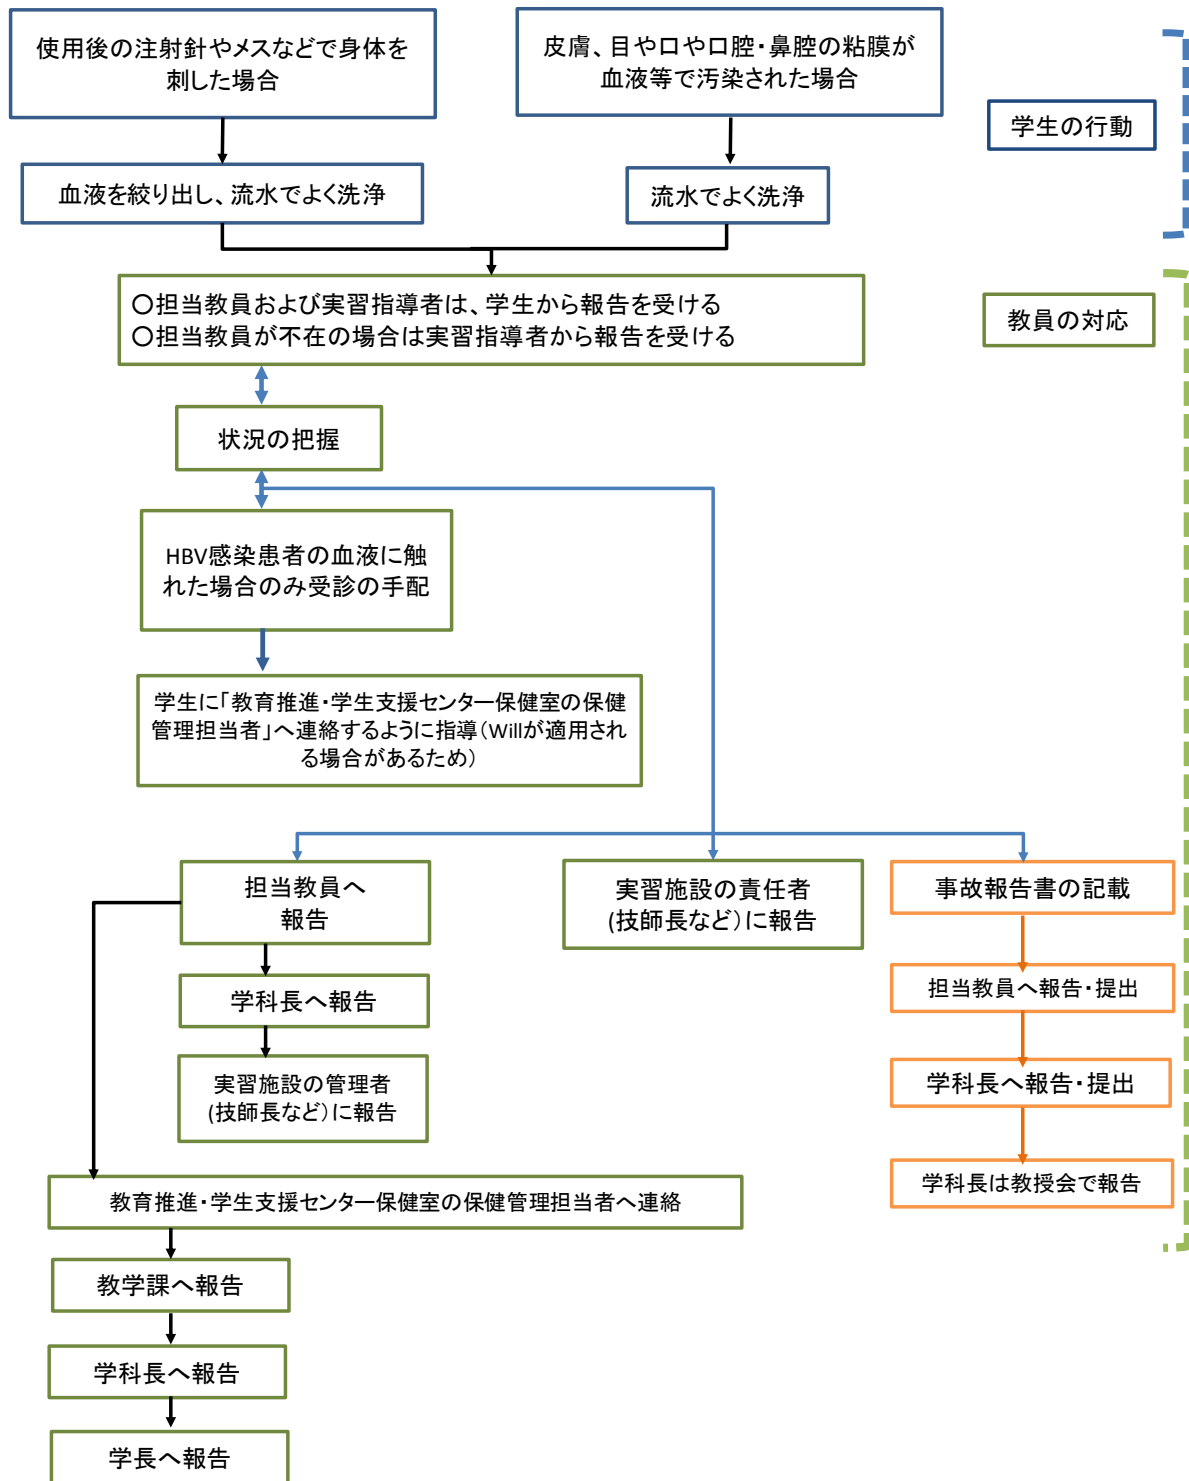 使用後の注射針やメスなどで身体を
刺した場合
皮膚、目や口や口腔・鼻腔の粘膜が
血液等で汚染された場合
学生の行動
血液を絞り出し、流水でよく洗浄
流水でよく洗浄
○担当教員および実習指導者は、学生から報告を受ける
○担当教員が不在の場合は実習指導者から報告を受ける
教員の対応
状況の把握
HBV感染患者の血液に触
れた場合のみ受診の手配
学生に「教育推進・学生支援センター保健室の保健
管理担当者」へ連絡するように指導(Willが適用され
る場合があるため)
担当教員へ
報告
実習施設の責任者
(技師長など)に報告
事故報告書の記載
学科長へ報告
担当教員へ報告・提出
実習施設の管理者
(技師長など)に報告
学科長へ報告・提出
学科長は教授会で報告
教育推進・学生支援センター保健室の保健管理担当者へ連絡
教学課へ報告
学科長へ報告
学長へ報告